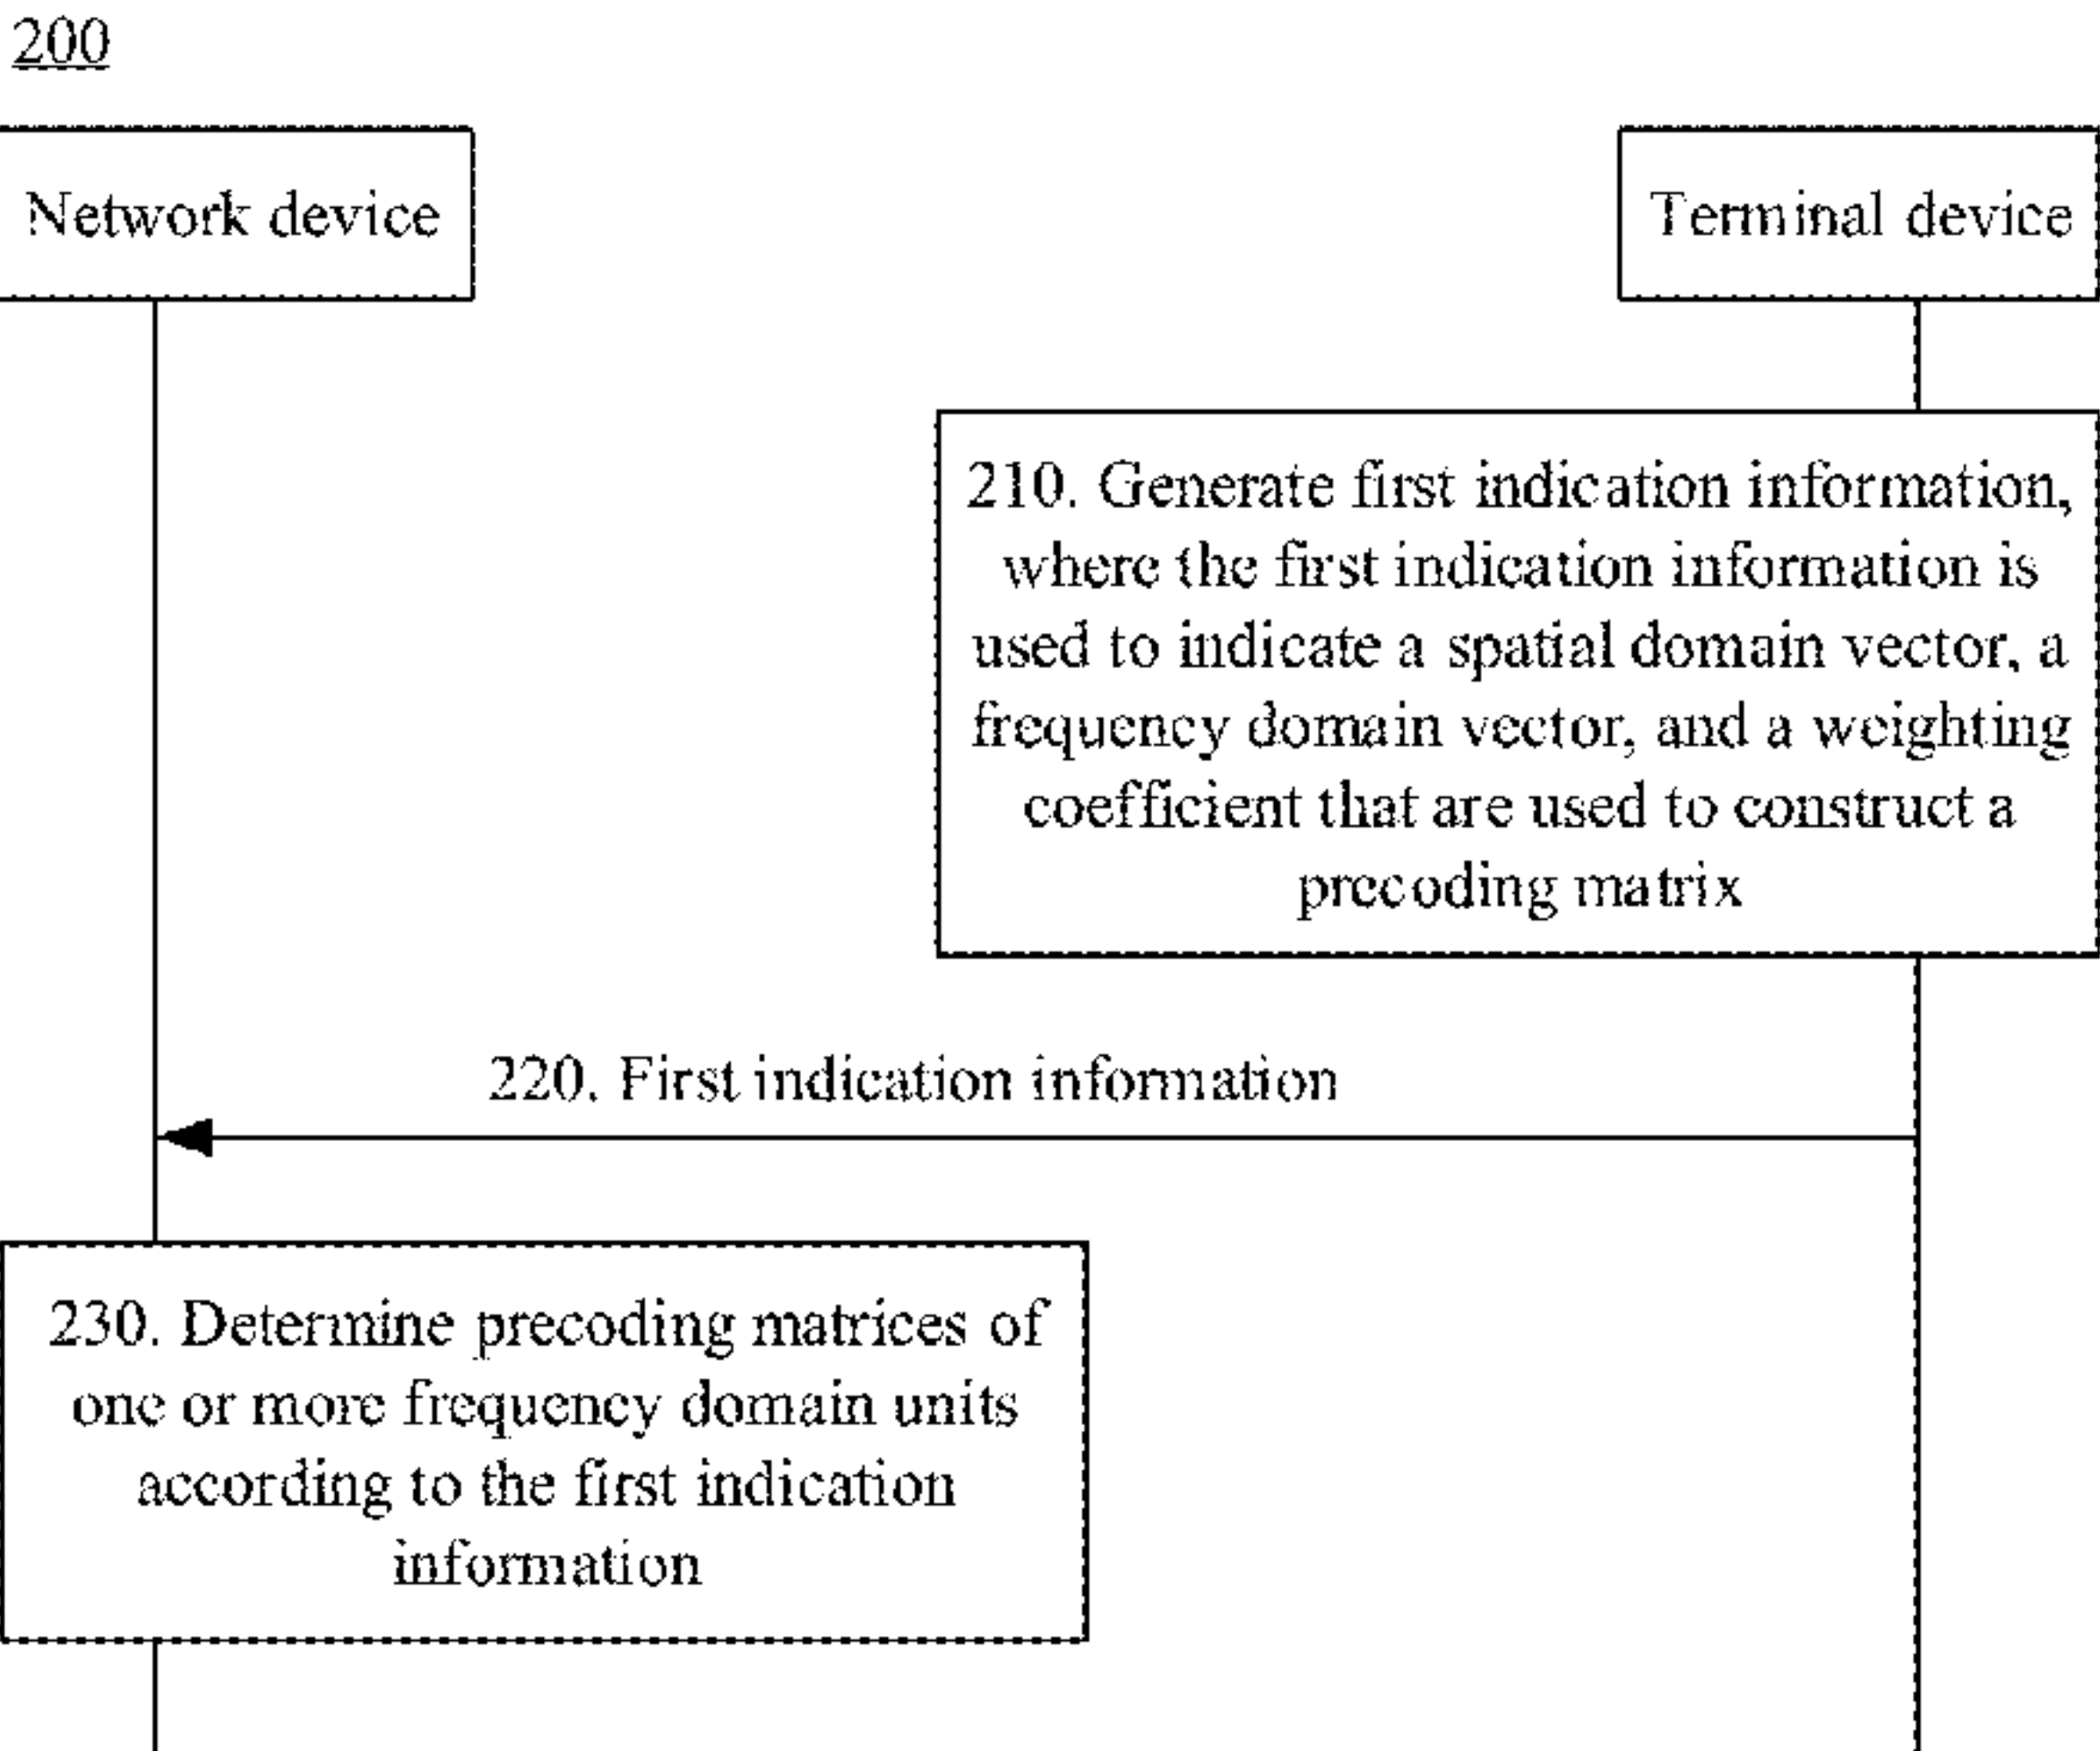 200
Network device
Terminal device
210. Generate first indication information,
where the first indication information is
used to indicate a spatial domain vector, a
frequency domain vector, and a weighting
coefficient that are used to construct a
precoding matrix
220. First indication information
230. Determine precoding matrices of
one or more frequency domain units
according to the first indication
information